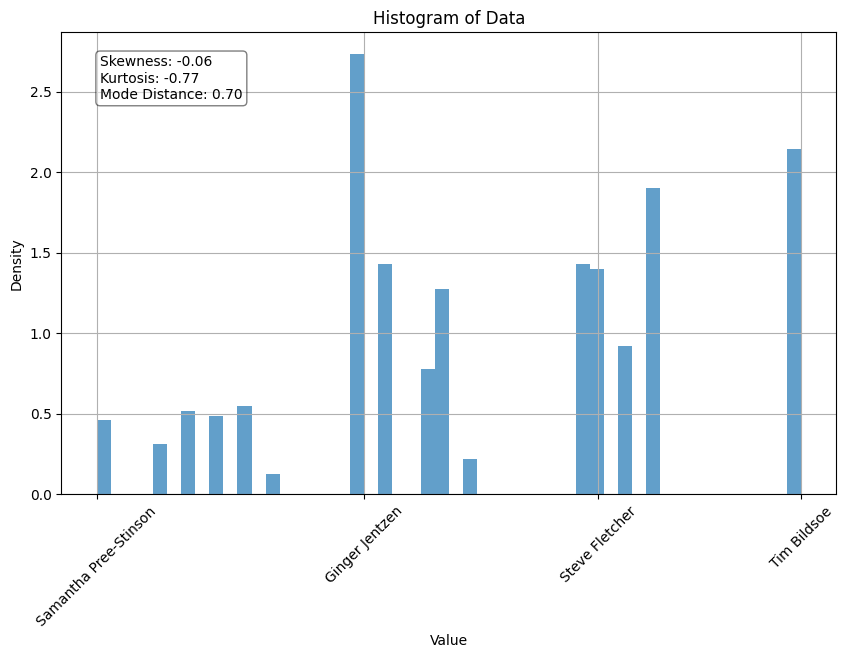 Histogram of Data
Skewness: -0.06
Kurtosis: -0.77
Mode Distance: 0.70
Density
2.5
2.0
1.5
1.0
0.5
0.0
Samantha Pree-Stinson
Ginger Jentzen
Steve Fletcher
Tim Bildsoe
Value